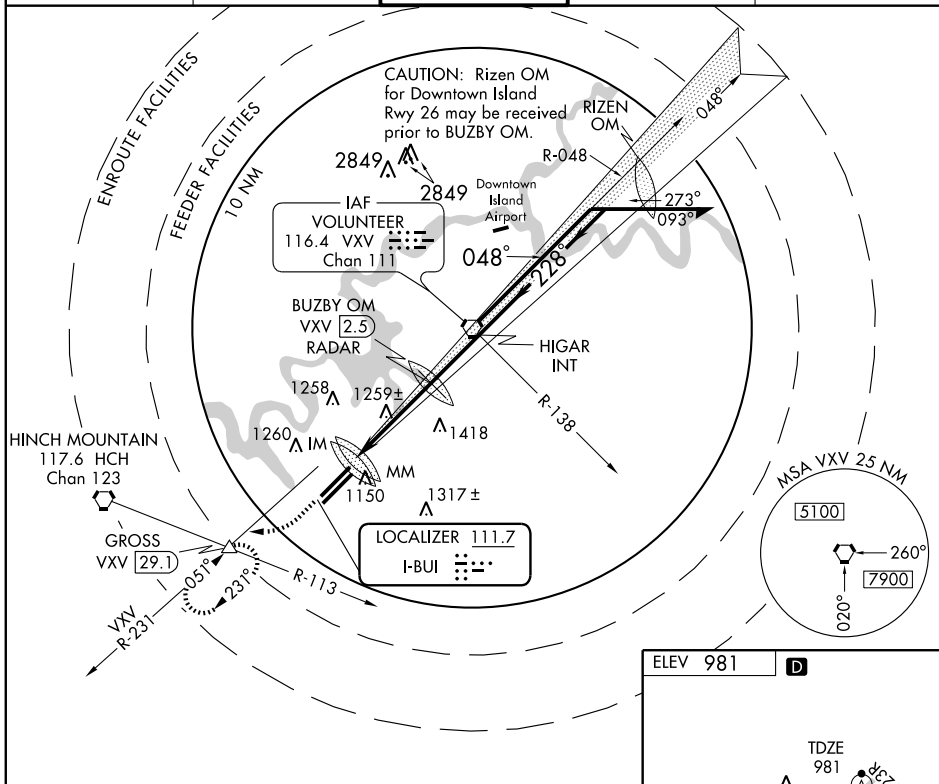 ENROUTE FACILITIES
FEEDER FACILITIES
10 NM
CAUTION: Rizen OM
for Downtown Island
Rwy 26 may be received
prior to BUZBY OM.
RIZEN
OM
048°
R-048
273°
093°
2849
2849
Downtown
Island
Airport
IAF
VOLUNTEER
116.4 VXV
Chan 111
048°
228°
BUZBY OM
VXV 2.5
RADAR
HIGAR
INT
R-138
1258
1259±
1418
1260
IM
MM
1150
1317 ±
HINCH MOUNTAIN
117.6 HCH
Chan 123
GROSS
VXV 29.1
LOCALIZER 111.7
I-BUI
051°
231°
R-113
VXV
R-231
MSA VXV 25 NM
5100
260°
7900
020°
ELEV 981
D
TDZE
981
23R